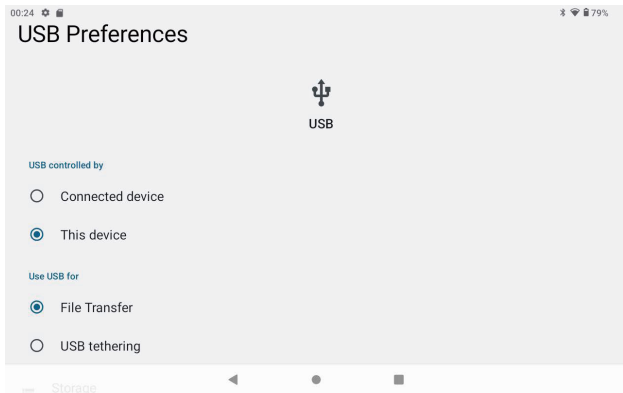 00:24
79%
USB Preferences
USB
USB controlled by
Connected device
This device
Use USB for
File Transfer
USB tethering
Storage